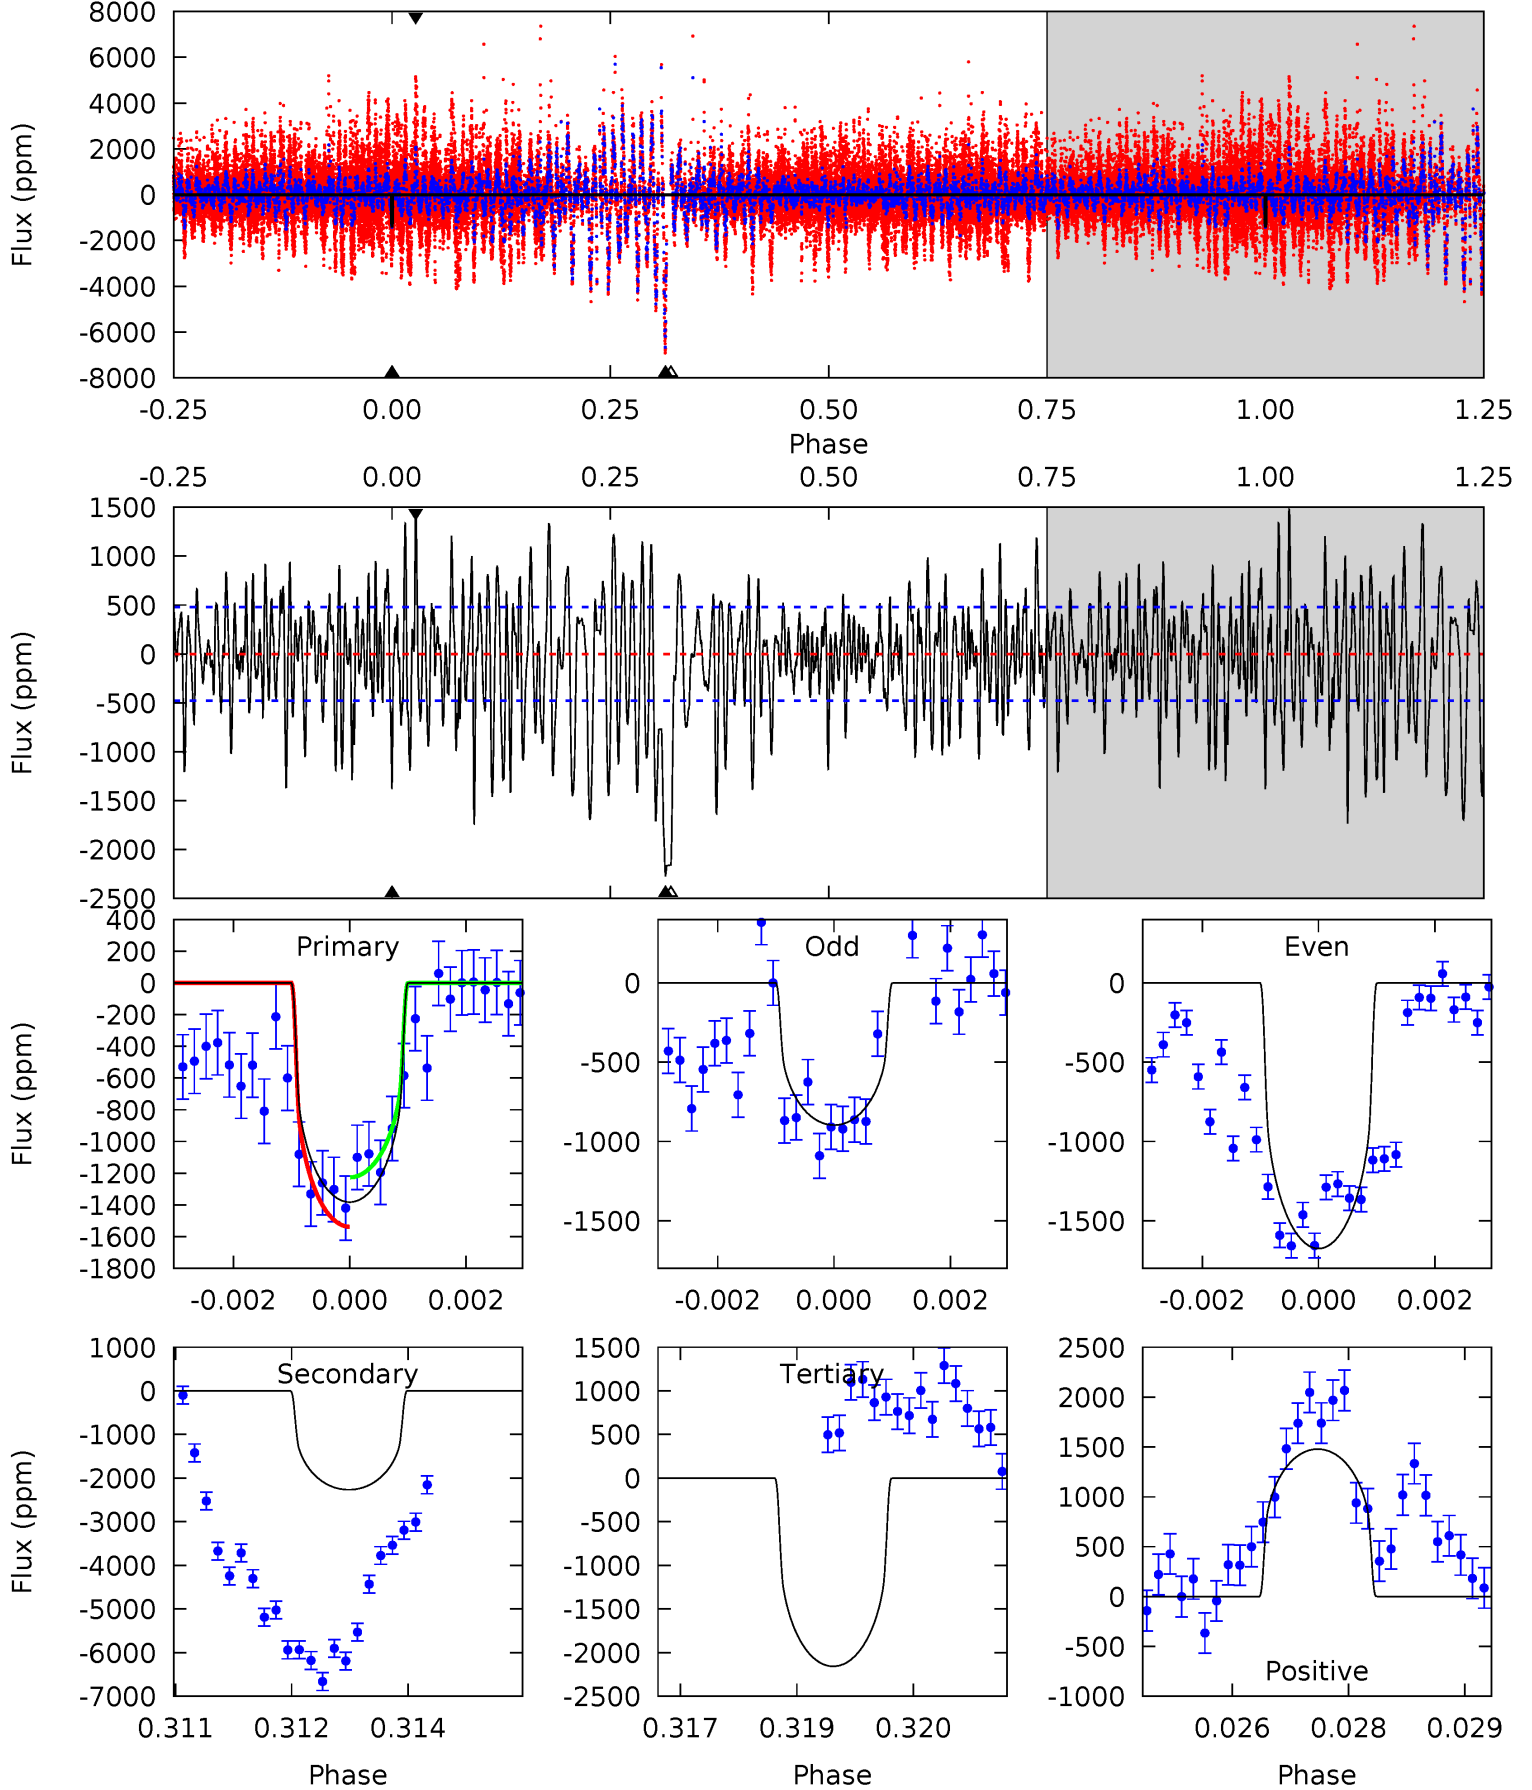 8000
6000
4000
2000
0
-2000
-4000
-6000
-8000
Flux (ppm)
-0.25 0.00 0.25 0.50 0.75 1.00 1.25
Phase
-0.25 0.00 0.25 0.50 0.75 1.00 1.25
1500
1000
500
0
-500
-1000
-1500
-2000
-2500
Flux (ppm)
400
200
0
-200
-400
-600
-800
-1000
-1200
-1400
-1600
-1800
Flux (ppm)
Primary
-0.002 0.000 0.002
0
-500
-1000
-1500
Odd
-0.002 0.000 0.002
0
-500
-1000
-1500
Even
-0.002 0.000 0.002
1000
0
-1000
-2000
-3000
-4000
-5000
-6000
-7000
Flux (ppm)
Secondary
0.311 0.312 0.314
Phase
1500
1000
500
0
-500
-1000
-1500
-2000
-2500
Tertiary
0.317 0.319 0.320
Phase
2500
2000
1500
1000
500
0
-500
-1000
Positive
0.026 0.028 0.029
Phase